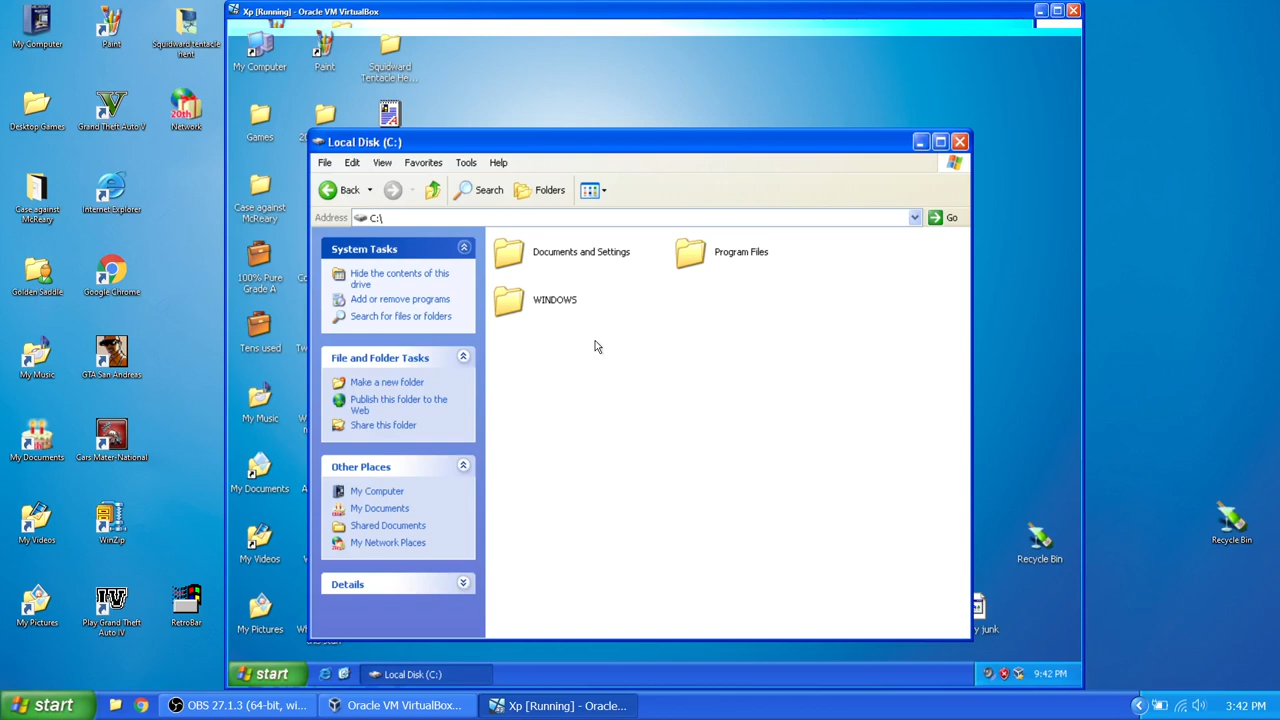 Xp [Running] - Oracle VM VirtualBox
My Computer
Paint
Squidward tentacle
Desktop Games
Grand Theft Auto V
20th
Network
Case against
McReary
Internet Explorer
Golden Saddle
Google Chrome
My Music
GTA San Andreas
My Documents
Cars Mater-National
My Videos
WinZip
My Pictures
IV
Play Grand Theft
Auto IV
RetroBar
My Computer
Paint
Squidward
Tentacle He...
Games
Case against
McReary
100% Pure
Grade A
Tens used
My Music
My Documents
My Videos
My Pictures
Local Disk (C:)
File
Edit
View
Favorites
Tools
Help
Back
Search
Folders
Address
C:\
Go
System Tasks
Hide the contents of this
drive
Add or remove programs
Search for files or folders
File and Folder Tasks
Make a new folder
Publish this folder to the
Web
Share this folder
Other Places
My Computer
My Documents
Shared Documents
My Network Places
Details
Documents and Settings
Program Files
WINDOWS
Recycle Bin
junk
Recycle Bin
start
Local Disk (C:)
9:42 PM
start
OBS 27.1.3 (64-bit, wi...
Oracle VM VirtualBox...
Xp [Running] - Oracle...
3:42 PM